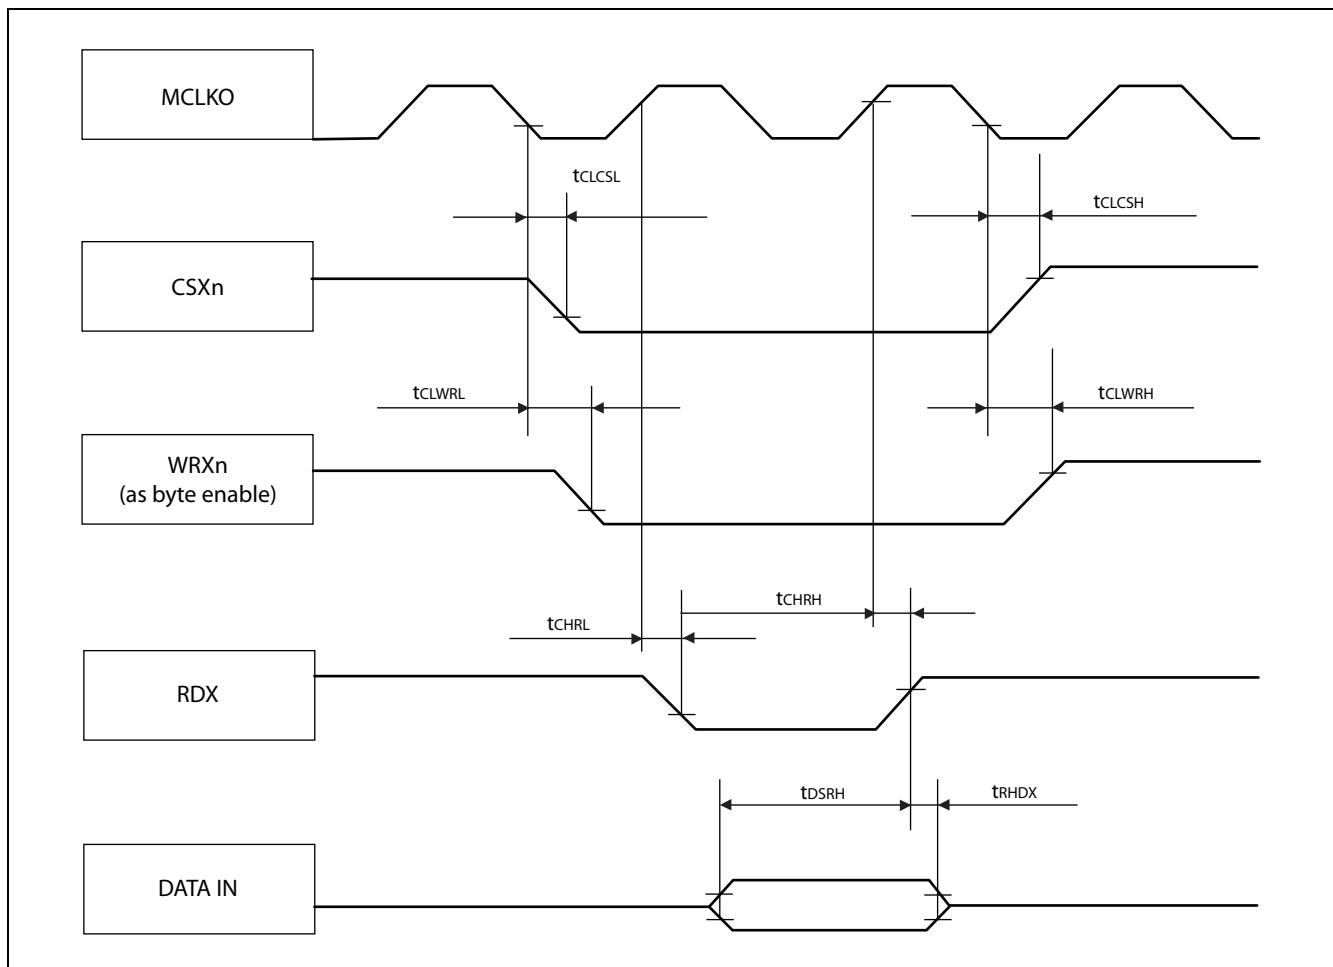 MCLKO
tCLCSL
tCLCSH
CSXn
tCLWRL
tCLWRH
WRXn
(as byte enable)
tCHRH
tCHRL
RDX
tDSRH
tRHDX
DATA IN